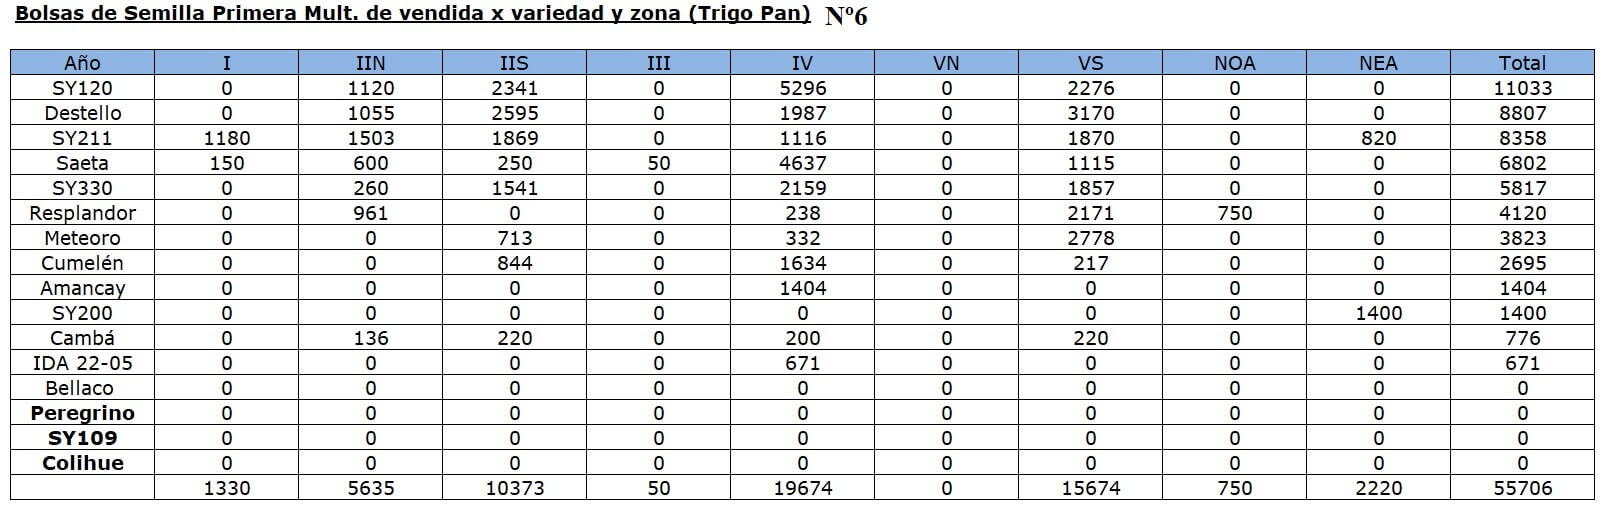 Bolsas de Semilla Primera Mult. de vendida x variedad y zona (Trigo Pan) Nº6
Año I IIN IIS III IV VN VS NOA NEA Total
SY120 0 1120 2341 0 5296 0 2276 0 0 11033
Destello 0 1055 2595 0 1987 0 3170 0 0 8807
SY211 1180 1503 1869 0 1116 0 1870 0 820 8358
Saeta 150 600 250 50 4637 0 1115 0 0 6802
SY330 0 260 1541 0 2159 0 1857 0 0 5817
Resplandor 0 961 0 0 238 0 2171 750 0 4120
Meteoro 0 0 713 0 332 0 2778 0 0 3823
Cumelén 0 0 844 0 1634 0 217 0 0 2695
Amancay 0 0 0 0 1404 0 0 0 0 1404
SY200 0 0 0 0 0 0 0 0 1400 1400
Cambá 0 136 220 0 200 0 220 0 0 776
IDA 22-05 0 0 0 0 671 0 0 0 0 671
Bellaco 0 0 0 0 0 0 0 0 0 0
Peregrino 0 0 0 0 0 0 0 0 0 0
SY109 0 0 0 0 0 0 0 0 0 0
Colihue 0 0 0 0 0 0 0 0 0 0
1330 5635 10373 50 19674 0 15674 750 2220 55706